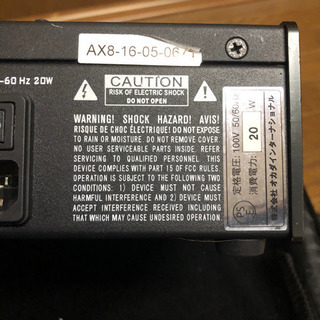 AX8-16-05-067
-60 Hz 20W
CAUTION
RISK OF ELECTRIC SHOCK
DO NOT OPEN
WARNING! SHOCK HAZARD! AVIS!
RISQUE DE CHOC ÉLECTRIQUE! DO NOT EXPOSE
TO RAIN OR MOISTURE DO NOT REMOVE COVER.
NO USER SERVICEABLE PARTS INSIDE. REFER
SERVICING TO QUALIFIED PERSONNEL. THIS
DEVICE COMPLIES WITH PART 15 OF FCC RULES.
OPERATION IS SUBJECT TO THE FOLLOWING TWO
CONDITIONS: 1) DEVICE MUST NOT CAUSE
HARMFUL INTERFERENCE AND 2) DEVICE MUST
ACCEPT INTERFERENCE RECEIVED INCLUDING
THAT WHICH MAY CAUSE UNDESIRED OPERATION.
定格電圧: 100V 50/60Hz
消費電力: 20 W
株式会社 オカダインターナショナル
PS
E